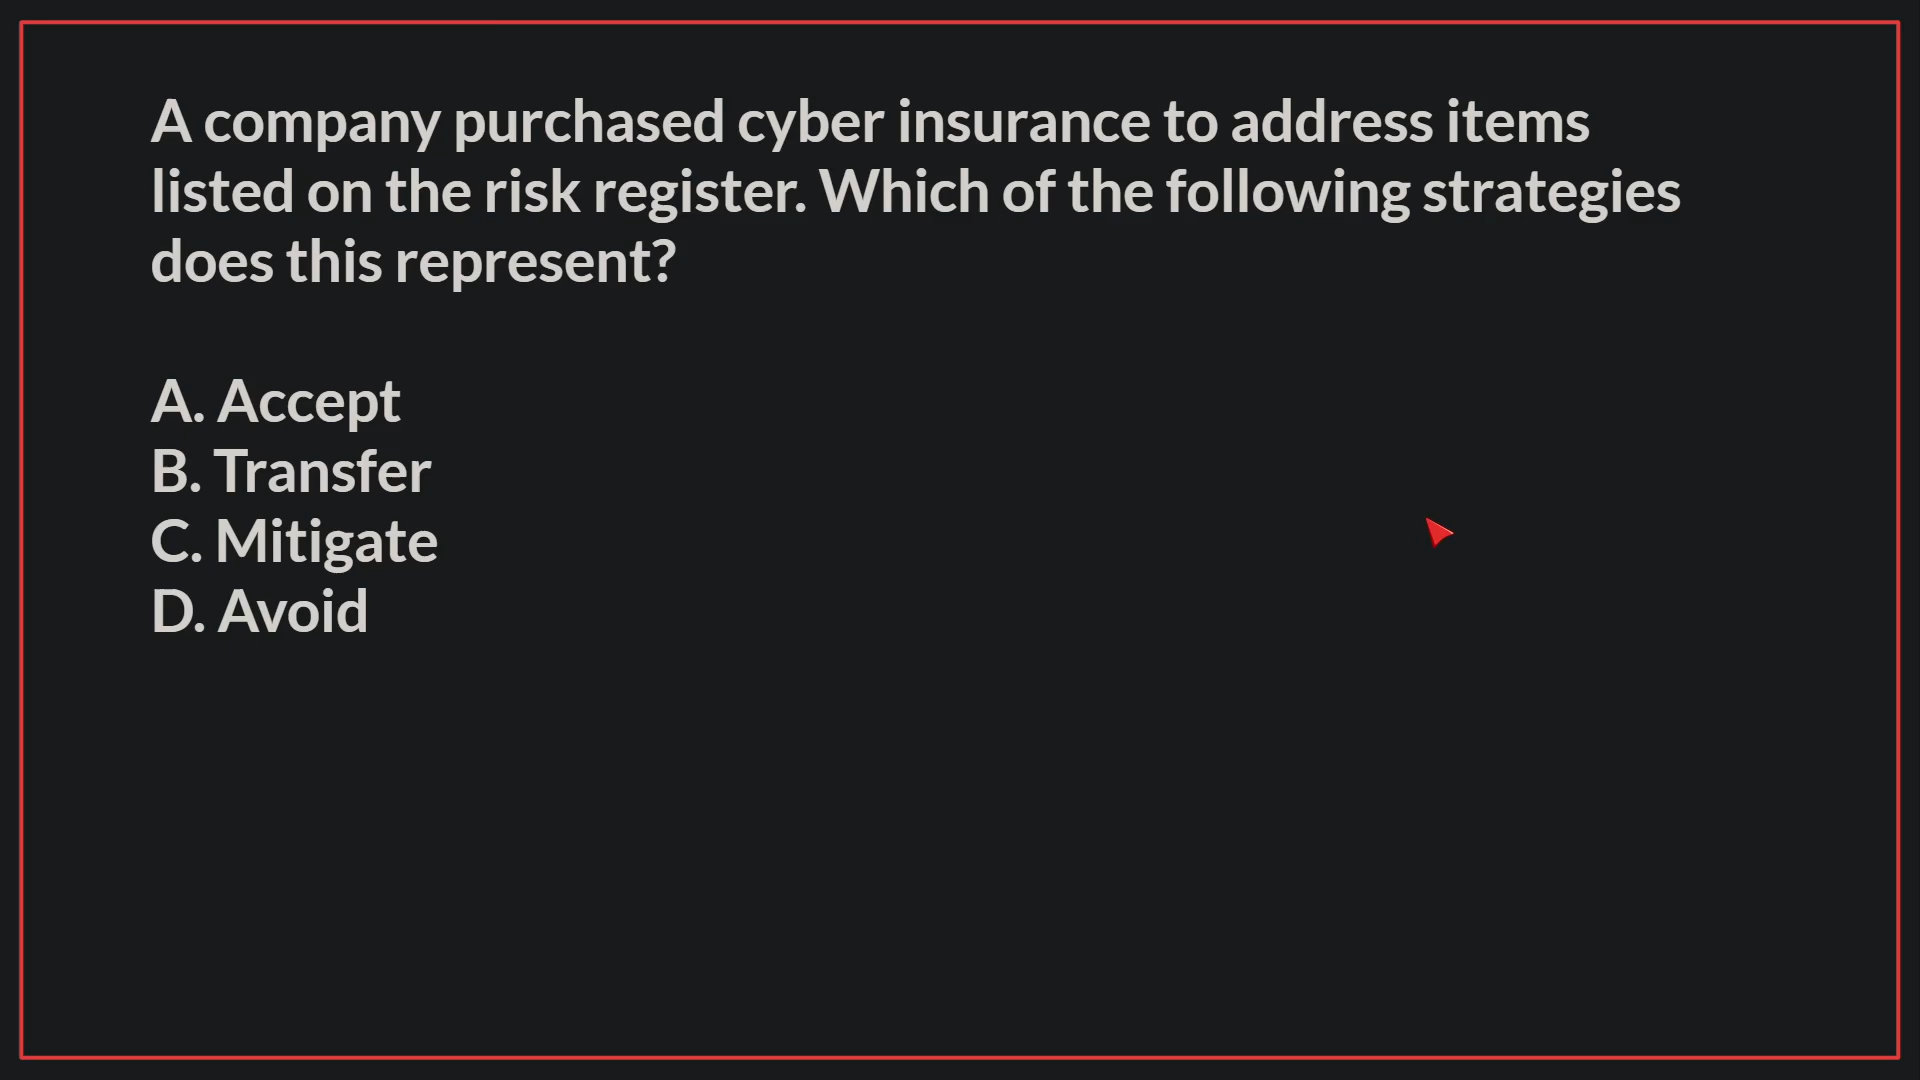 A company purchased cyber insurance to address items
listed on the risk register. Which of the following strategies
does this represent?
A. Accept
B. Transfer
C. Mitigate
D. Avoid